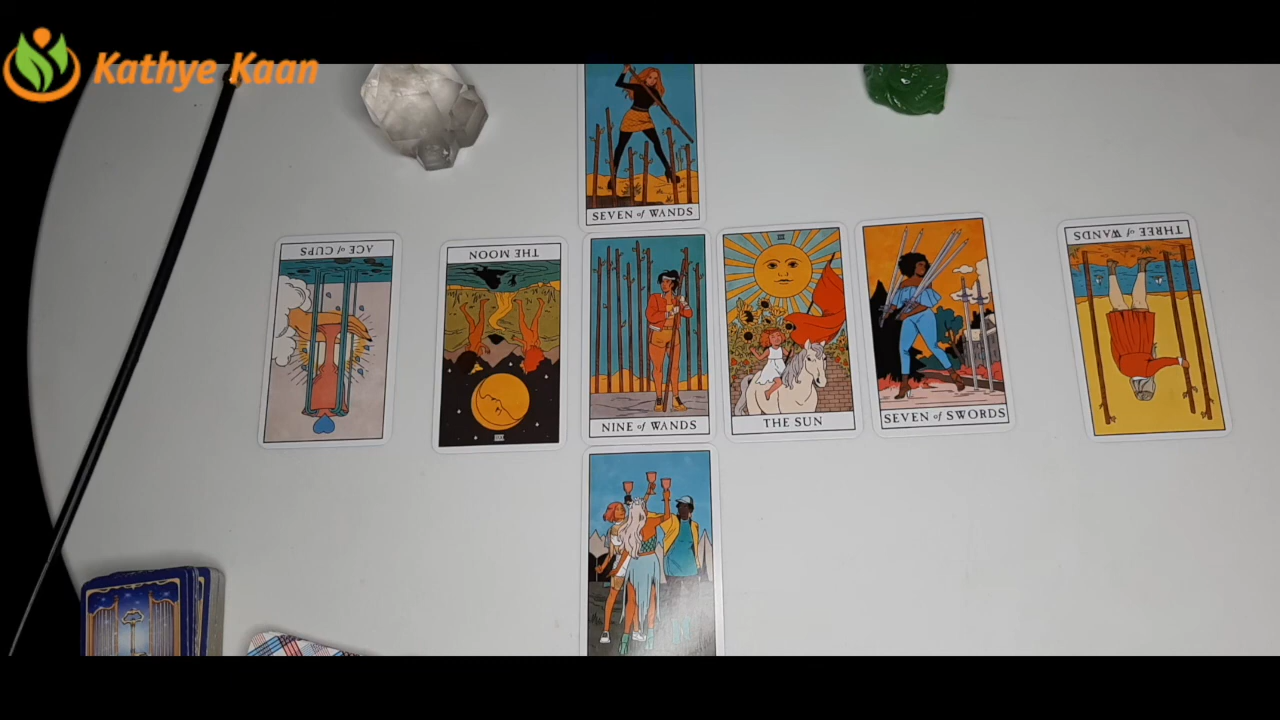 Kathye Kaan
SEVEN of WANDS
ACE of CUPS
THE MOON
NINE of WANDS
III
THE SUN
SEVEN of SWORDS
THREE of WANDS